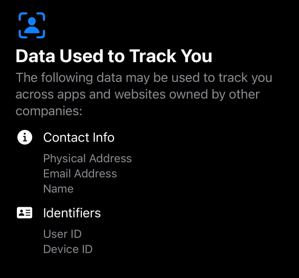 Data Used to Track You
The following data may be used to track you
across apps and websites owned by other
companies:
Contact Info
Physical Address
Email Address
Name
Identifiers
User ID
Device ID